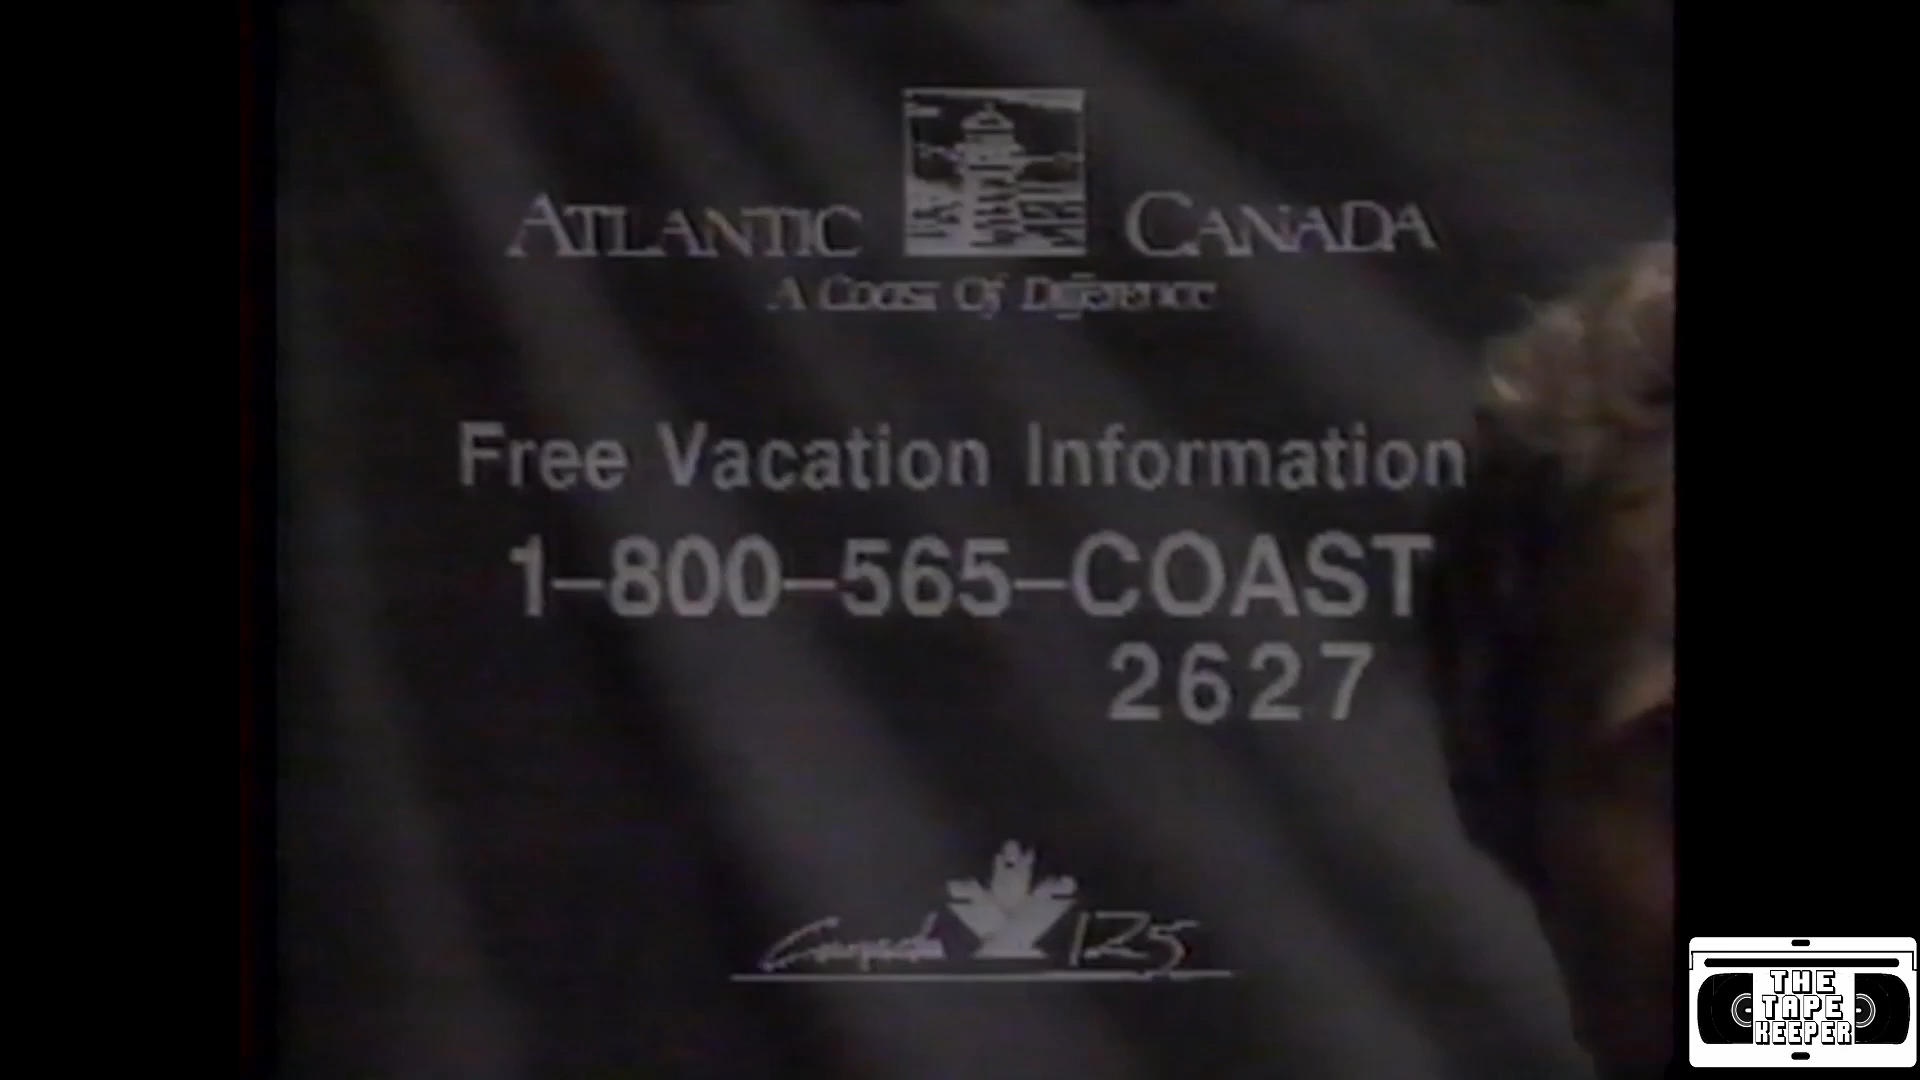 ATLANTIC CANADA
A Coast Of Difference
Free Vacation Information
1-800-565-COAST
2627
Canada 125
THE
TAPE
KEEPER